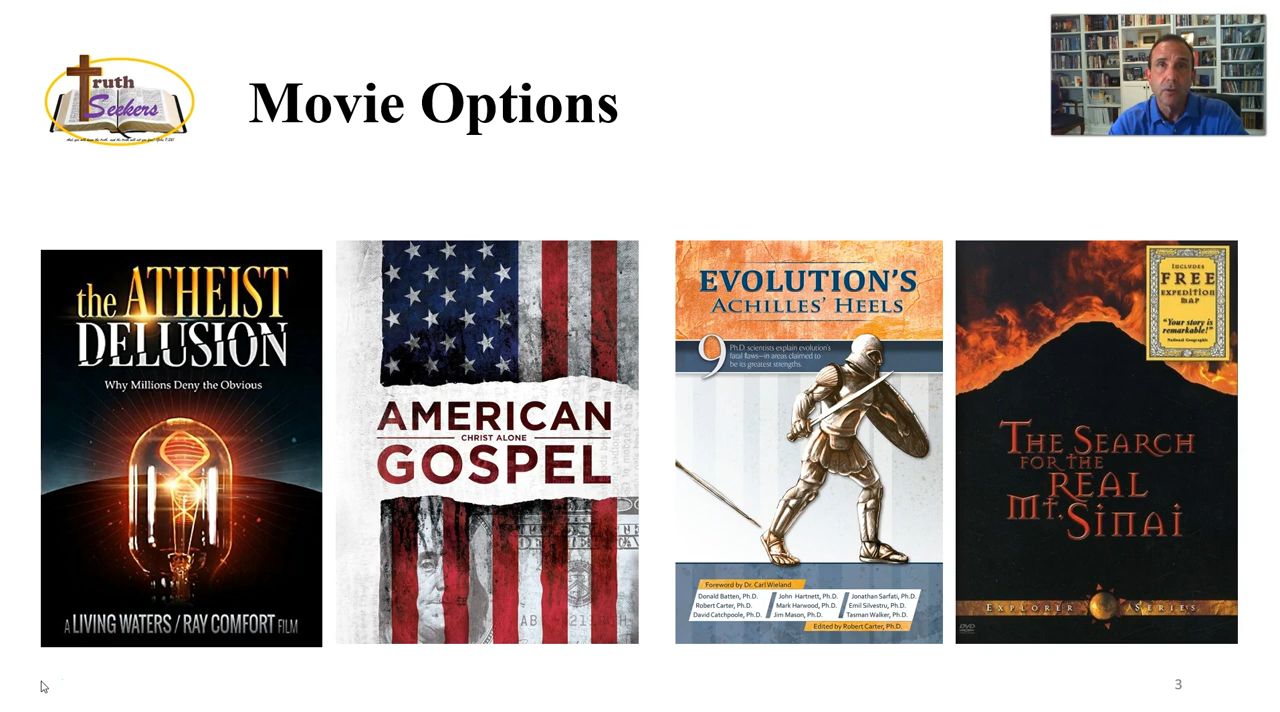 Truth
Seekers
Movie Options
the ATHEIST
DELUSION
Why Millions Deny the Obvious
A LIVING WATERS / RAY COMFORT FILM
AMERICAN
CHRIST ALONE
GOSPEL
EVOLUTION'S
ACHILLES' HEELS
9 Ph.D. scientists explain evolution's
fatal flaws—in areas claimed to
be its greatest strengths.
Foreword by Dr. Carl Wieland
Donald Batten, Ph.D. John Hartnett, Ph.D. Jonathan Sarfati, Ph.D.
Robert Carter, Ph.D. Mark Harwood, Ph.D. Emil Silvestru, Ph.D.
David Catchpoole, Ph.D. Jim Mason, Ph.D. Tasman Walker, Ph.D.
Edited by Robert Carter, Ph.D.
INCLUDES
FREE
EXPEDITION
MAP
"Your story is
remarkable!"
National Geographic
THE SEARCH
FOR THE
REAL
MT. SINAI
EXPLORER SERIES
DVD
3